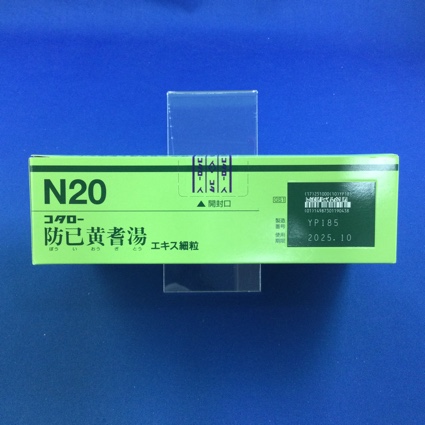 N20
コタロー
防已黄耆湯
ぼう い おう ぎ とう
エキス細粒
▲開封口
GS1
製造番号 YP185
使用期限 2025.10